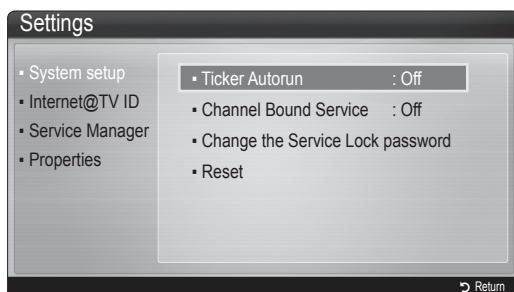 Settings
▪ System setup
▪ Internet@TV ID
▪ Service Manager
▪ Properties
▪ Ticker Autorun : Off
▪ Channel Bound Service : Off
▪ Change the Service Lock password
▪ Reset
Return